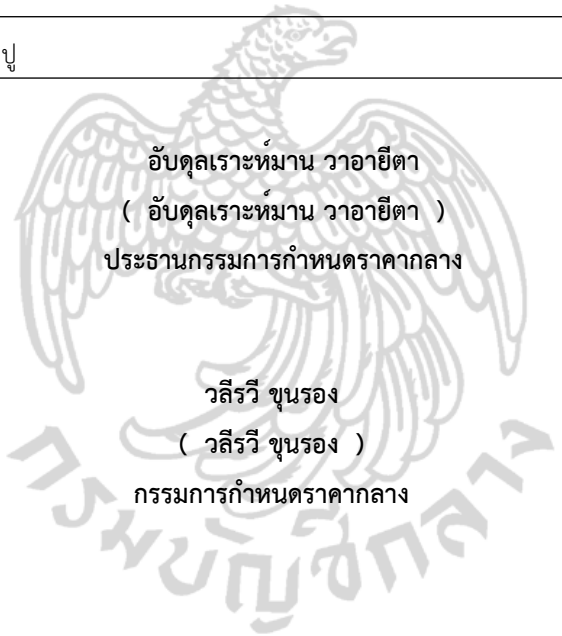 ปู
อับดุลเราะห์มาน วาอายีตา
( อับดุลเราะห์มาน วาอายีตา )
ประธานกรรมการกำหนดราคากลาง
วลีรวี ขุนรอง
( วลีรวี ขุนรอง )
กรรมการกำหนดราคากลาง
กรมบัญชีกลาง